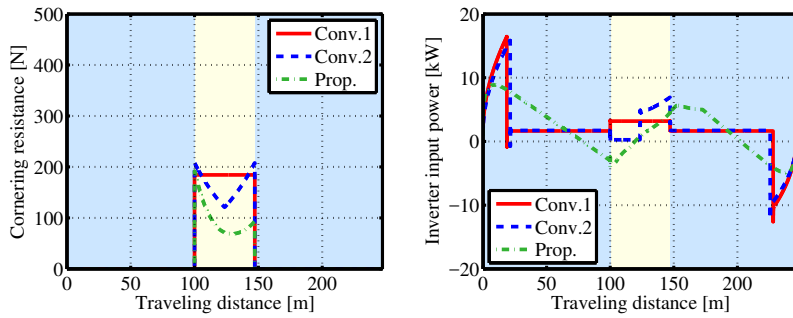 500
400
300
200
100
0
Cornering resistance [N]
Conv.1
Conv.2
Prop.
0 50 100 150 200
Traveling distance [m]
20
10
0
−10
−20
Inverter input power [kW]
Conv.1
Conv.2
Prop.
0 50 100 150 200
Traveling distance [m]